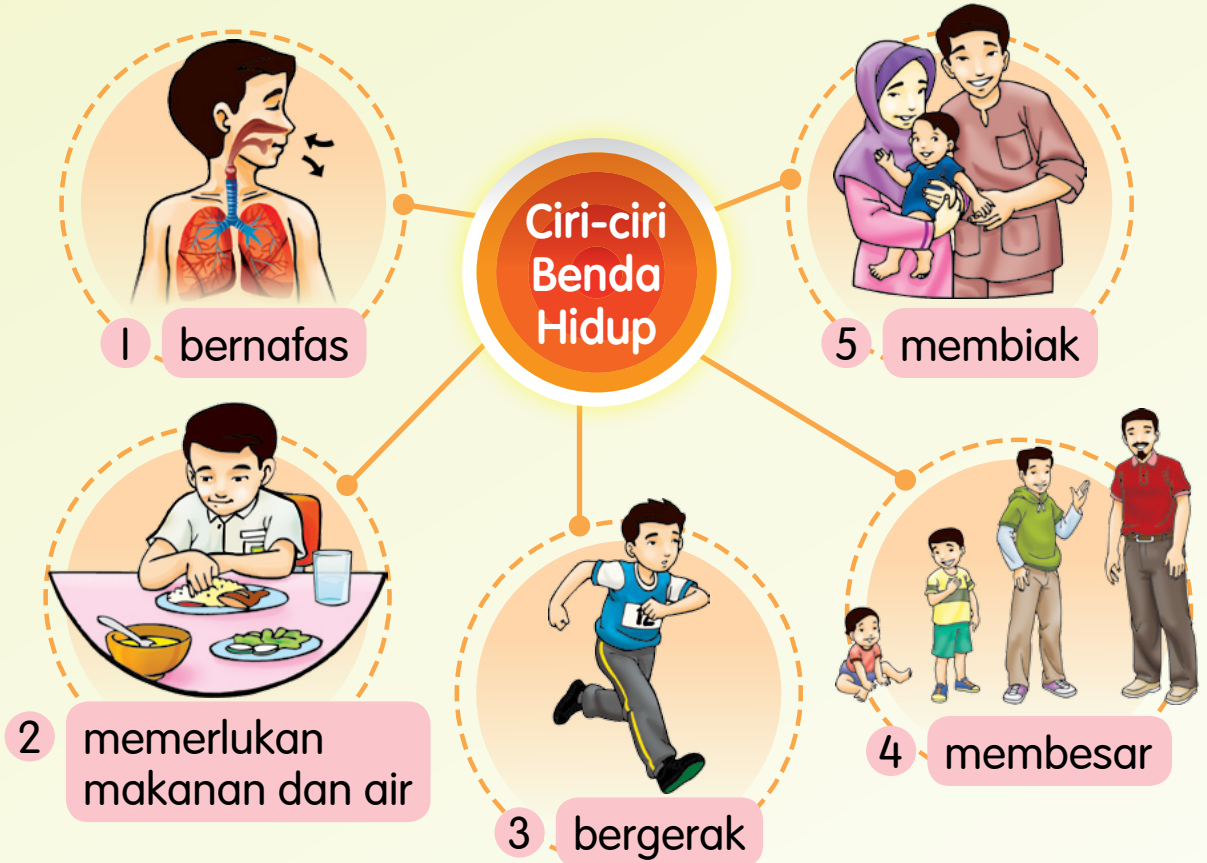 Ciri-ciri
Benda
Hidup
1 bernafas
2 memerlukan
makanan dan air
3 bergerak
4 membesar
5 membiak
12